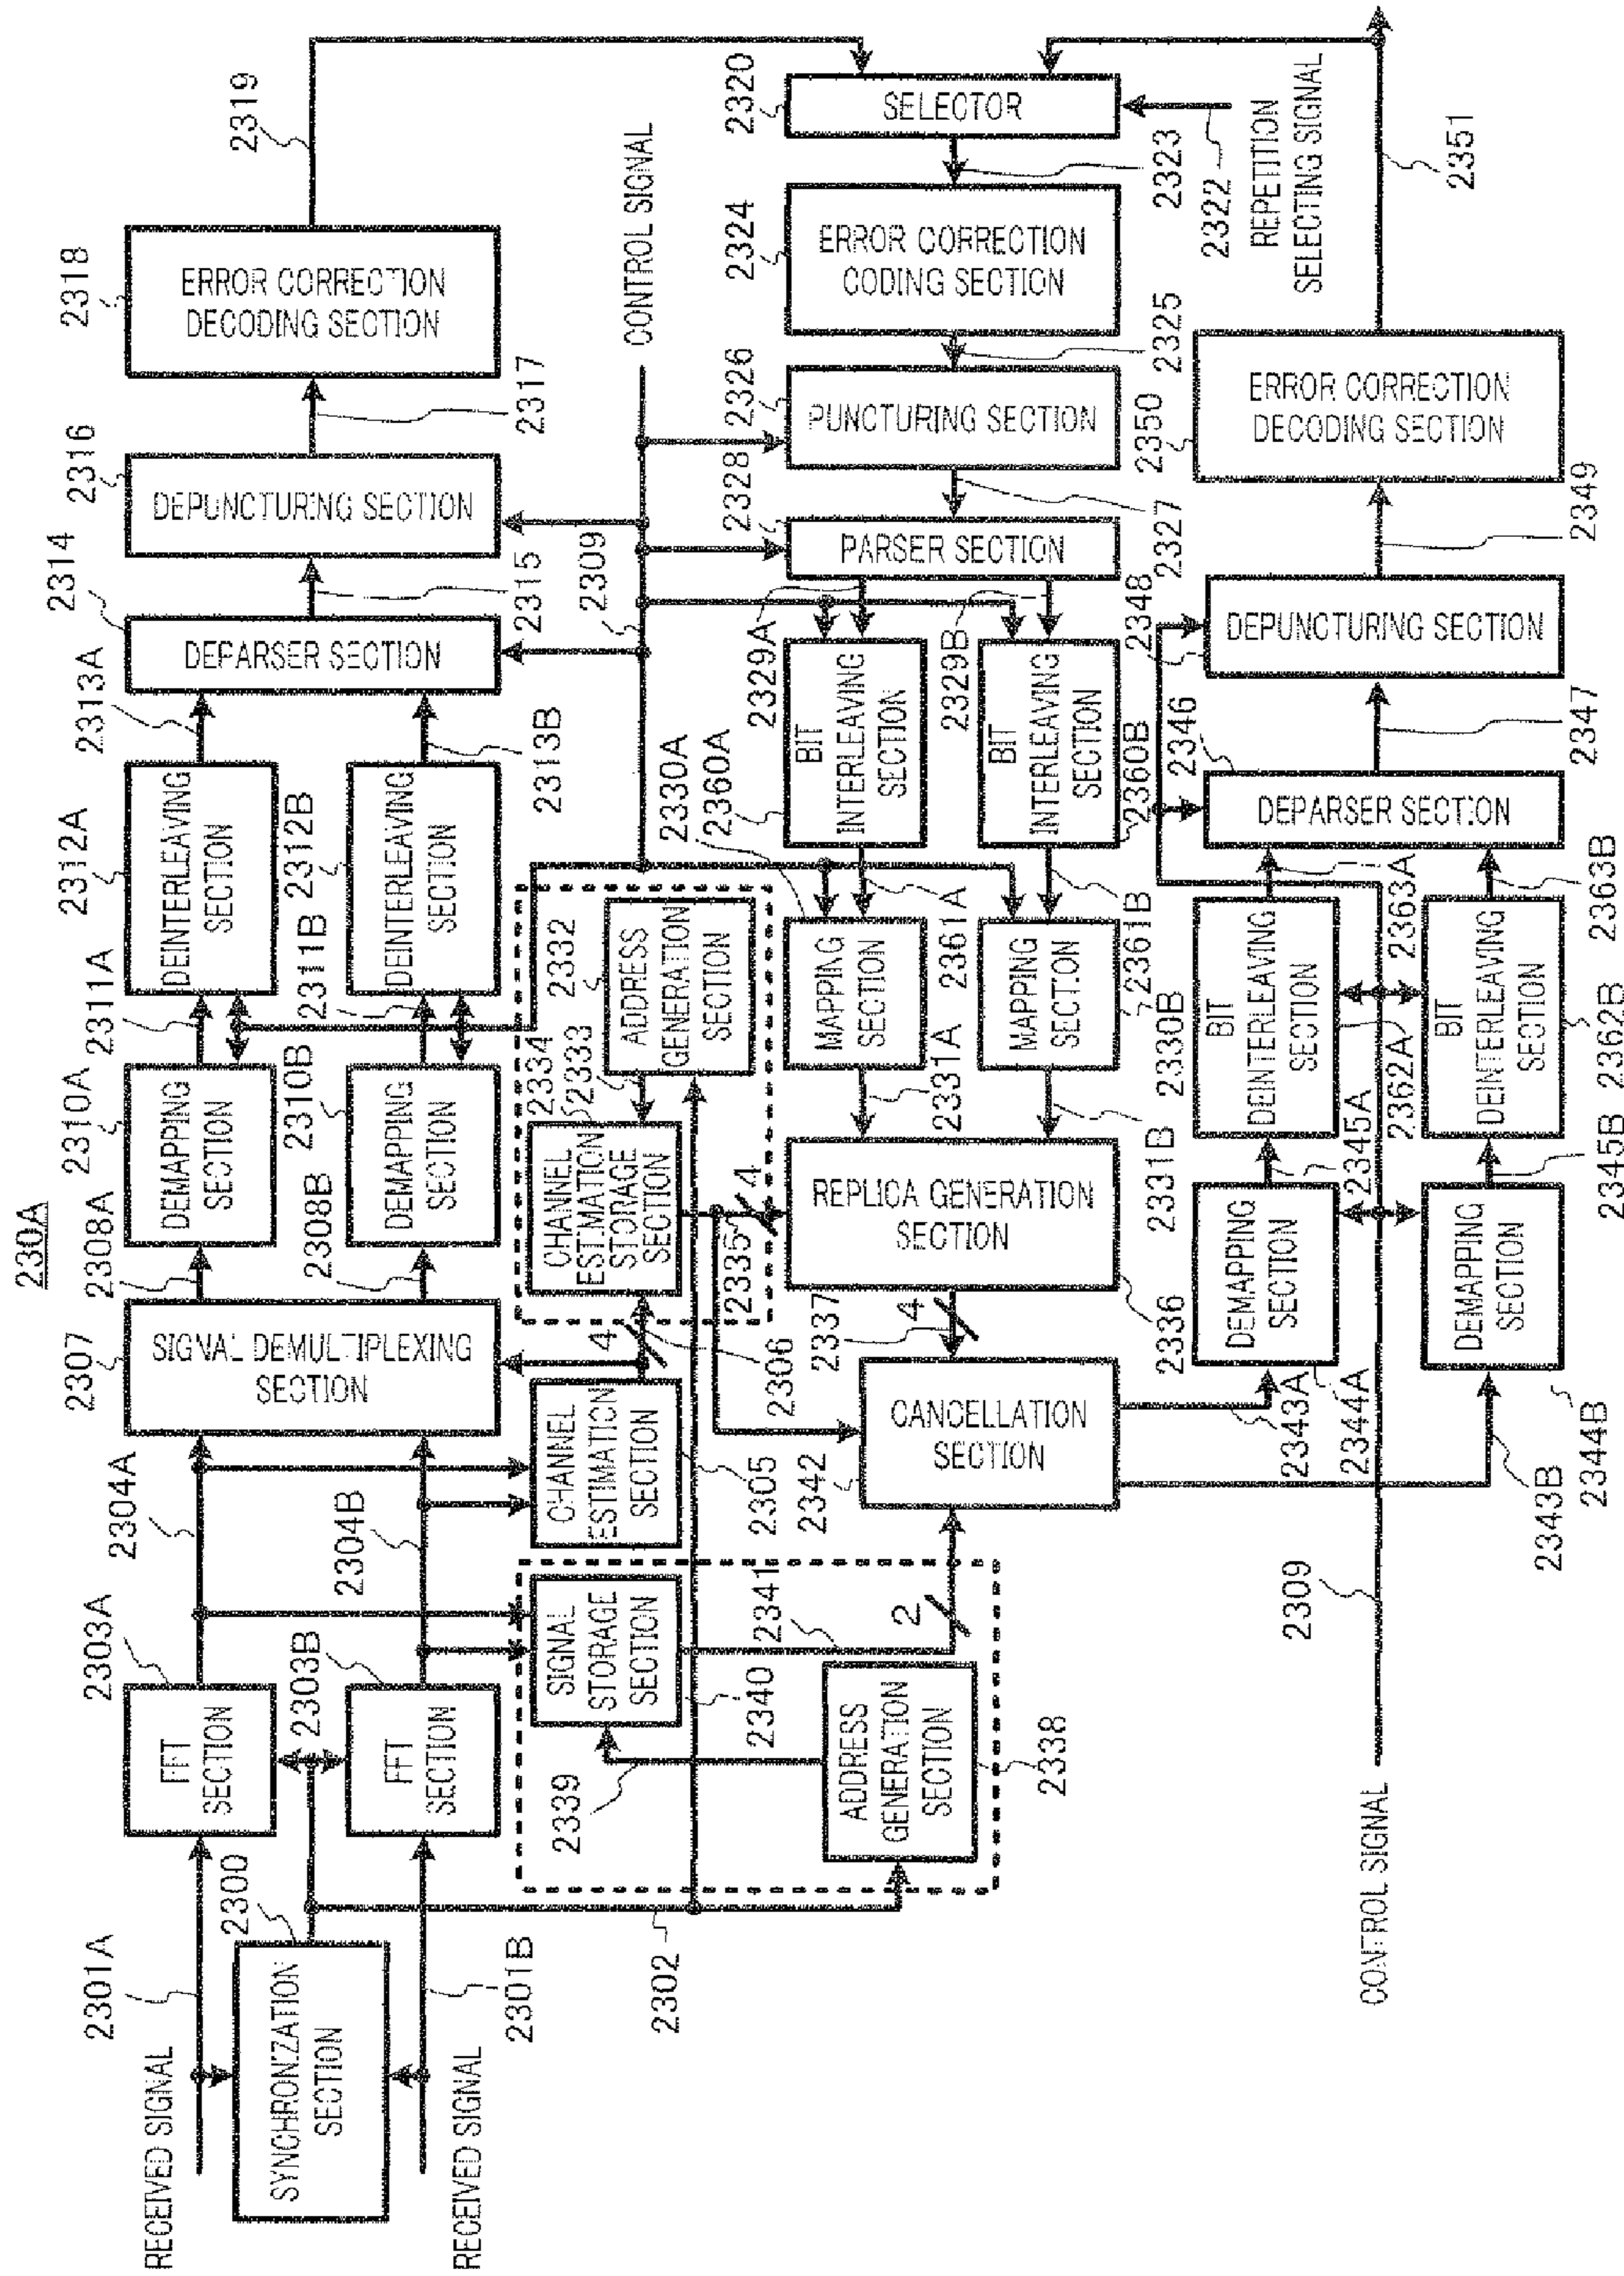 230A
RECEIVED SIGNAL
2301A
SYNCHRONIZATION
SECTION
2300
RECEIVED SIGNAL
2301B
2302
FFT
SECTION
2303A
FFT
SECTION
2303B
2304A
2304B
SIGNAL DEMULTIPLEXING
SECTION
2307
2308A
2308B
DEMAPPING
SECTION
2310A
DEMAPPING
SECTION
2310B
2311A
2311B
DEINTERLEAVING
SECTION
2312A
DEINTERLEAVING
SECTION
2312B
2313A
2313B
DEPARSER SECTION
2314
2315
DEPUNCTURING SECTION
2316
2317
ERROR CORRECTION
DECODING SECTION
2318
2319
SIGNAL
STORAGE
SECTION
2340
2339
2341
2
ADDRESS
GENERATION
SECTION
2338
CHANNEL
ESTIMATION
SECTION
2305
4
2306
CHANNEL
ESTIMATION
STORAGE
SECTION
2334
2333
ADDRESS
GENERATION
SECTION
2332
2335
4
2309
CONTROL SIGNAL
SELECTOR
2320
2322
REPETITION
SELECTING SIGNAL
2323
ERROR CORRECTION
CODING SECTION
2324
2325
PUNCTURING SECTION
2326
2327
PARSER SECTION
2328
2329A
2329B
BIT
INTERLEAVING
SECTION
2360A
BIT
INTERLEAVING
SECTION
2360B
2361A
2361B
MAPPING
SECTION
2330A
MAPPING
SECTION
2330B
2331A
2331B
REPLICA GENERATION
SECTION
2336
2337
4
CANCELLATION
SECTION
2342
2343A
2343B
DEMAPPING
SECTION
2344A
DEMAPPING
SECTION
2344B
2345A
2345B
BIT
DEINTERLEAVING
SECTION
2362A
BIT
DEINTERLEAVING
SECTION
2362B
2363A
2363B
DEPARSER SECTION
2346
2347
DEPUNCTURING SECTION
2348
2349
ERROR CORRECTION
DECODING SECTION
2350
2351
CONTROL SIGNAL
2309